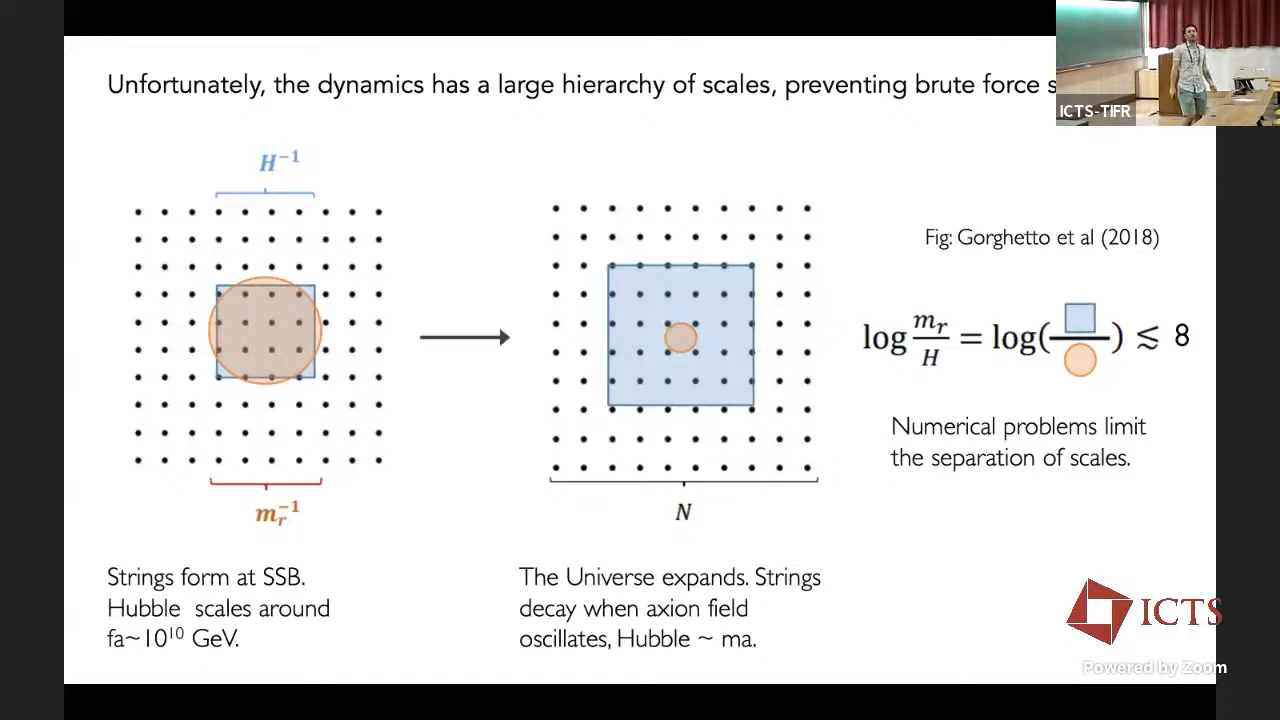 Unfortunately, the dynamics has a large hierarchy of scales, preventing brute force s
ICTS-TIFR
H⁻¹
Fig: Gorghetto et al (2018)
log m_r/H = log( / ) ≲ 8
Numerical problems limit
the separation of scales.
m_r⁻¹
N
Strings form at SSB.
Hubble scales around
fa~10¹⁰ GeV.
The Universe expands. Strings
decay when axion field
oscillates, Hubble ~ ma.
ICTS
Powered by Zoom